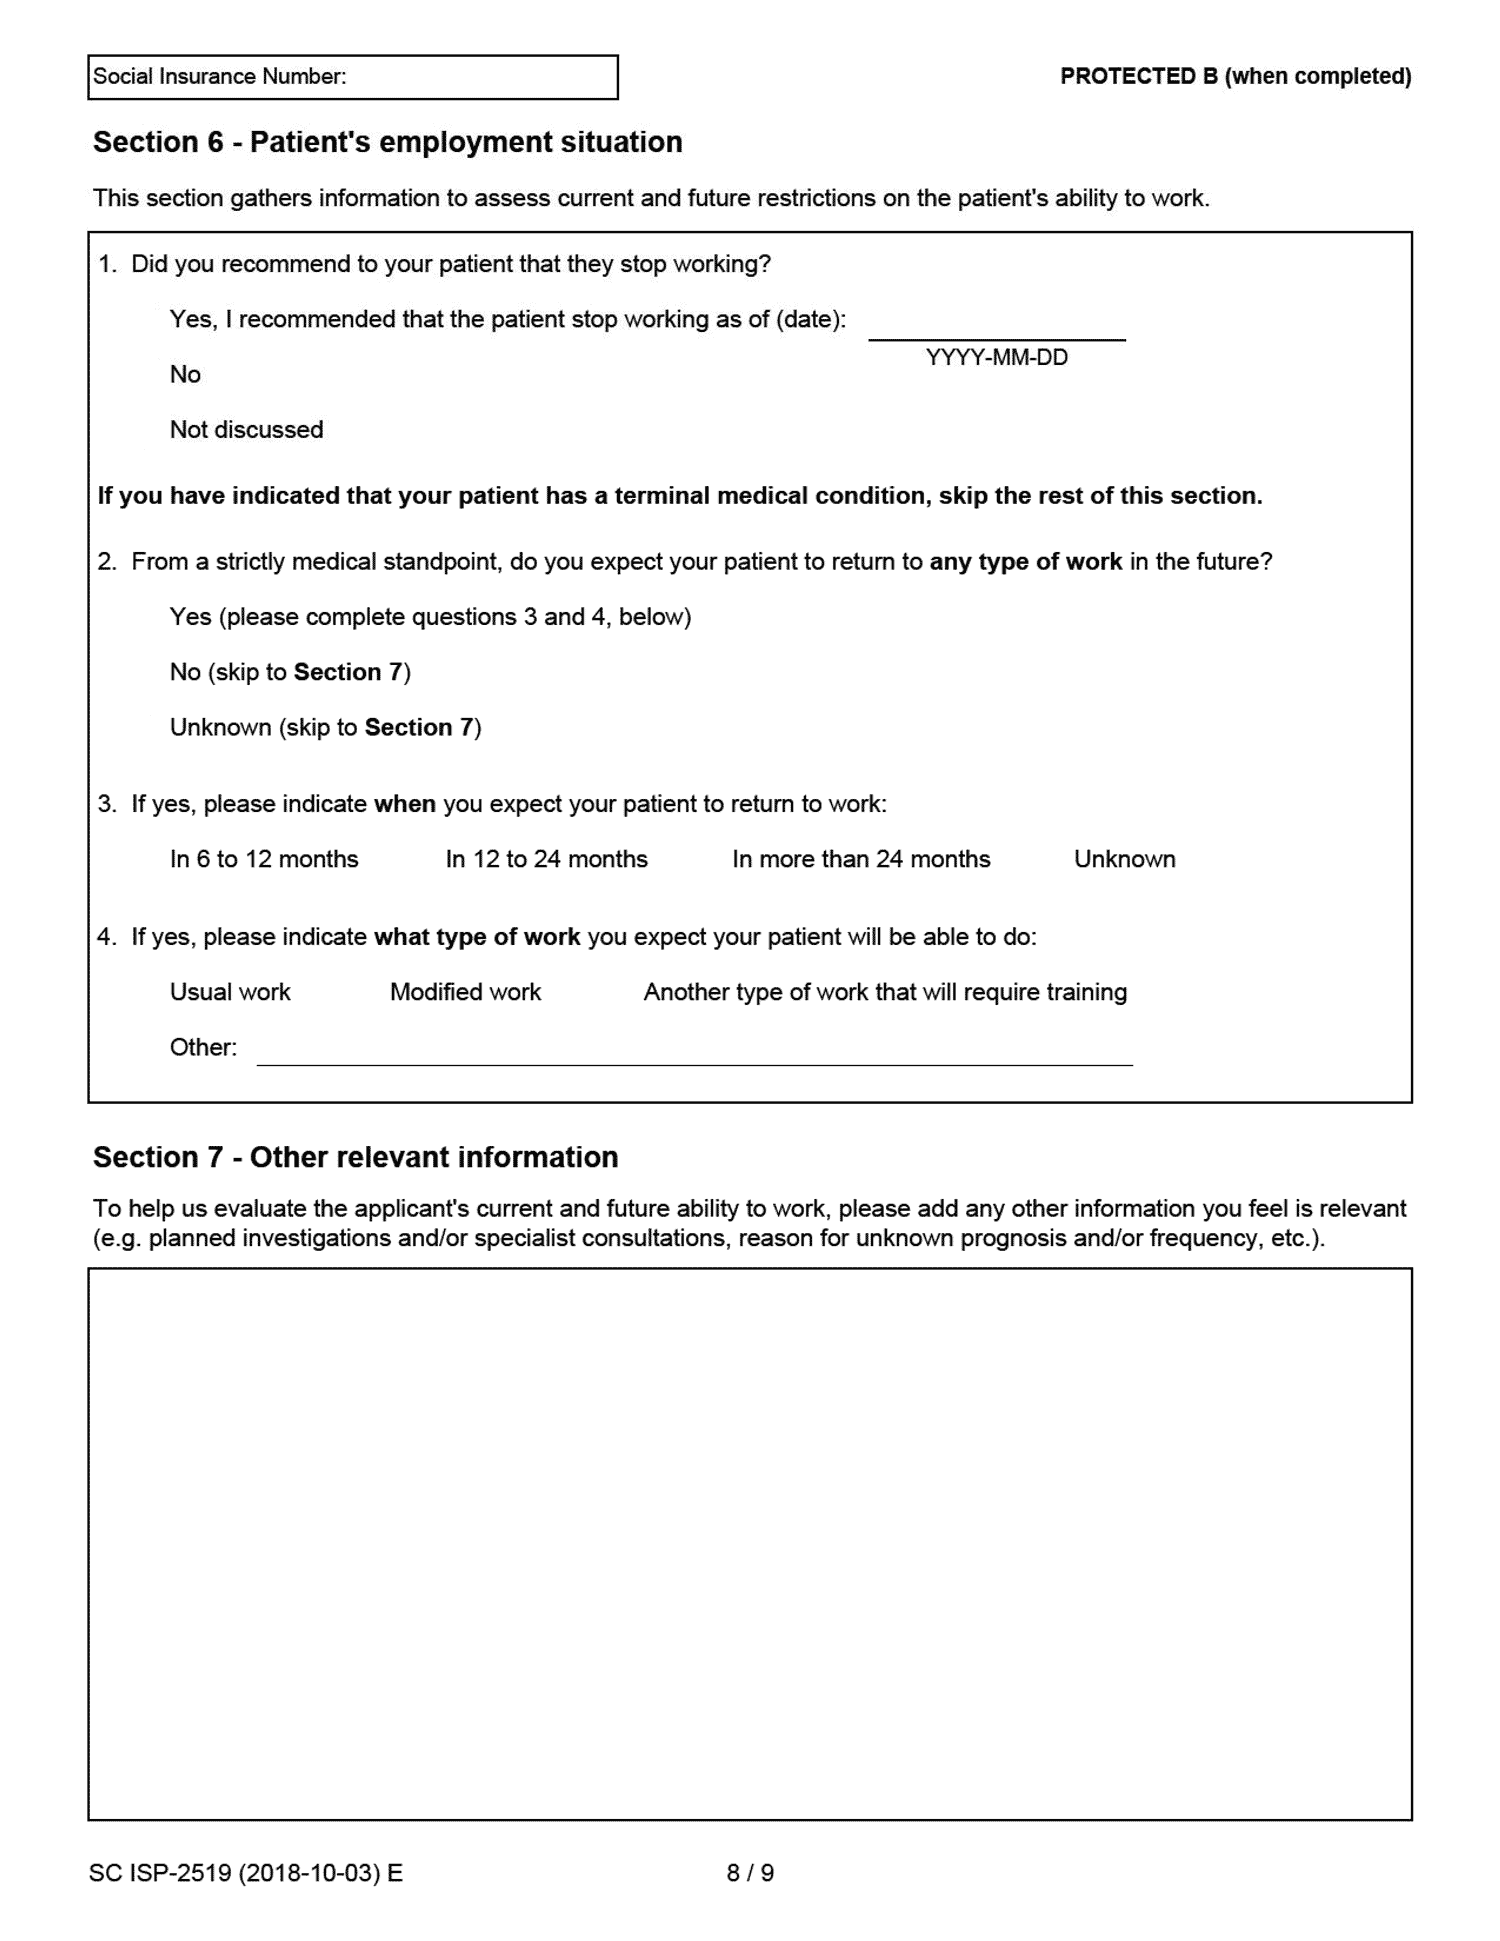 Social Insurance Number:
PROTECTED B (when completed)
Section 6 - Patient's employment situation
This section gathers information to assess current and future restrictions on the patient's ability to work.
1. Did you recommend to your patient that they stop working?
Yes, I recommended that the patient stop working as of (date):
YYYY-MM-DD
No
Not discussed
If you have indicated that your patient has a terminal medical condition, skip the rest of this section.
2. From a strictly medical standpoint, do you expect your patient to return to any type of work in the future?
Yes (please complete questions 3 and 4, below)
No (skip to Section 7)
Unknown (skip to Section 7)
3. If yes, please indicate when you expect your patient to return to work:
In 6 to 12 months In 12 to 24 months In more than 24 months Unknown
4. If yes, please indicate what type of work you expect your patient will be able to do:
Usual work Modified work Another type of work that will require training
Other:
Section 7 - Other relevant information
To help us evaluate the applicant's current and future ability to work, please add any other information you feel is relevant
(e.g. planned investigations and/or specialist consultations, reason for unknown prognosis and/or frequency, etc.).
SC ISP-2519 (2018-10-03) E
8 / 9